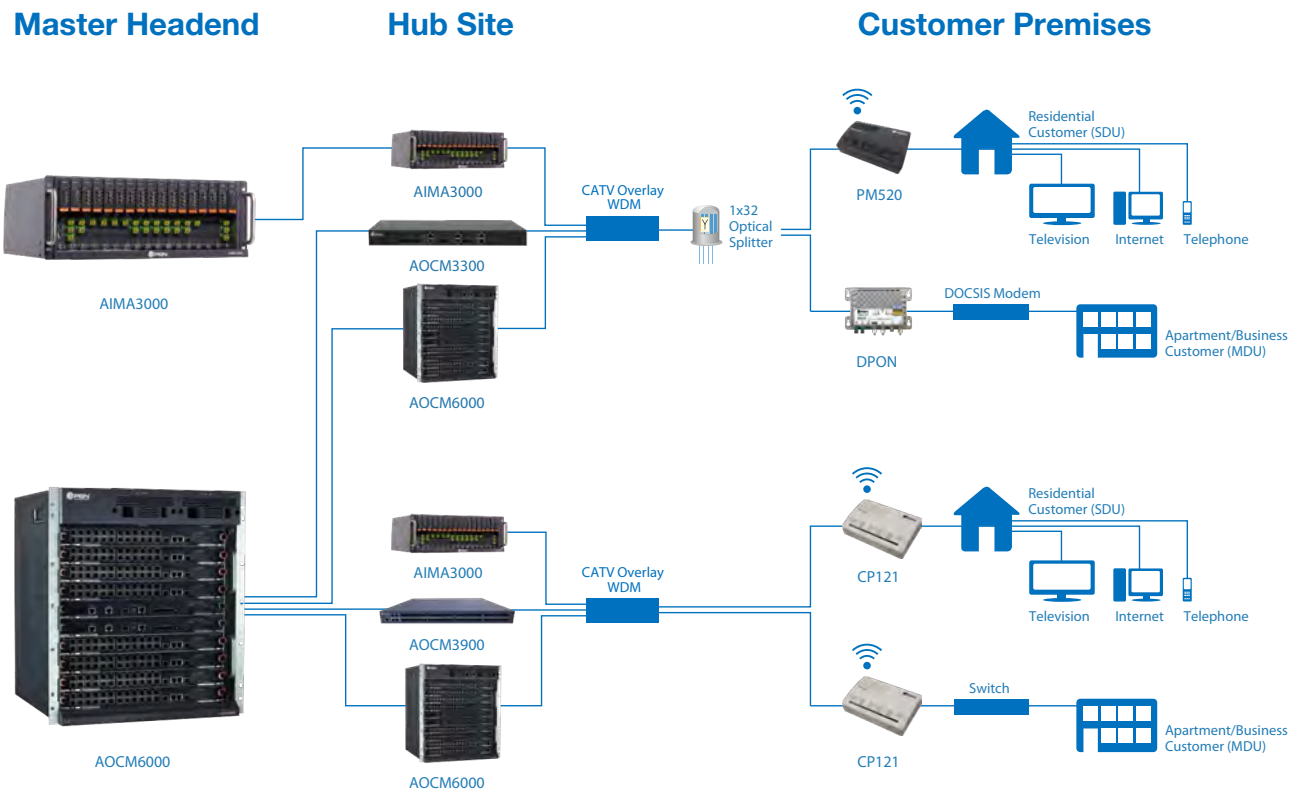 Master Headend
Hub Site
Customer Premises
AIMA3000
AIMA3000
AOCM3300
AOCM6000
CATV Overlay
WDM
1x32
Optical
Splitter
PM520
Residential
Customer (SDU)
Television
Internet
Telephone
DPON
DOCSIS Modem
Apartment/Business
Customer (MDU)
PBN
AOCM6000
AIMA3000
AOCM3900
AOCM6000
CATV Overlay
WDM
CP121
Residential
Customer (SDU)
Television
Internet
Telephone
CP121
Switch
Apartment/Business
Customer (MDU)